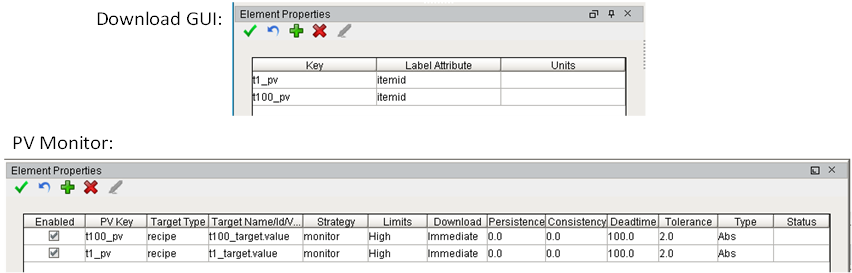 Download GUI:
Element Properties
Key Label Attribute Units
t1_pv itemid
t100_pv itemid
PV Monitor:
Element Properties
Enabled PV Key Target Type Target Name/Id/V... Strategy Limits Download Persistence Consistency Deadtime Tolerance Type Status
t100_pv recipe t100_target.value monitor High Immediate 0.0 0.0 100.0 2.0 Abs
t1_pv recipe t1_target.value monitor High Immediate 0.0 0.0 100.0 2.0 Abs